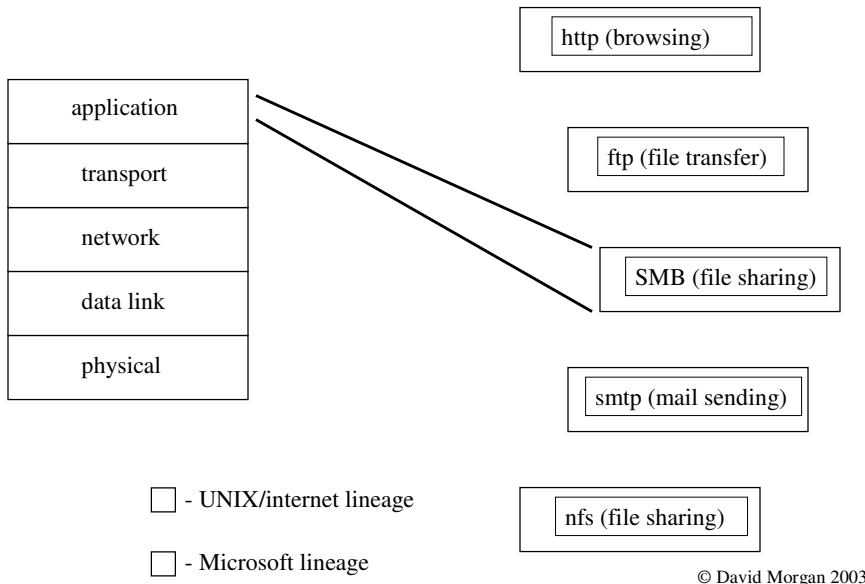 application
transport
network
data link
physical
http (browsing)
ftp (file transfer)
SMB (file sharing)
smtp (mail sending)
nfs (file sharing)
- UNIX/internet lineage
- Microsoft lineage
© David Morgan 2003